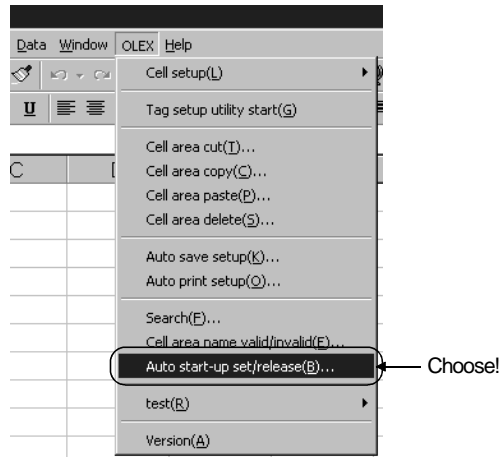 Data Window OLEX Help
Cell setup(L)
U
Tag setup utility start(G)
Cell area cut(T)...
C
Cell area copy(C)...
Cell area paste(P)...
Cell area delete(S)...
Auto save setup(K)...
Auto print setup(O)...
Search(F)...
Cell area name valid/invalid(E)...
Auto start-up set/release(B)...
Choose!
test(R)
Version(A)